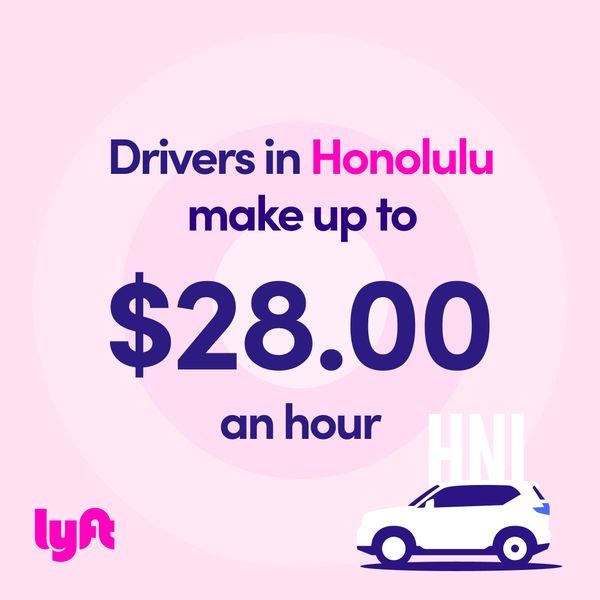 Drivers in Honolulu
make up to
$28.00
an hour
HNL
lyft